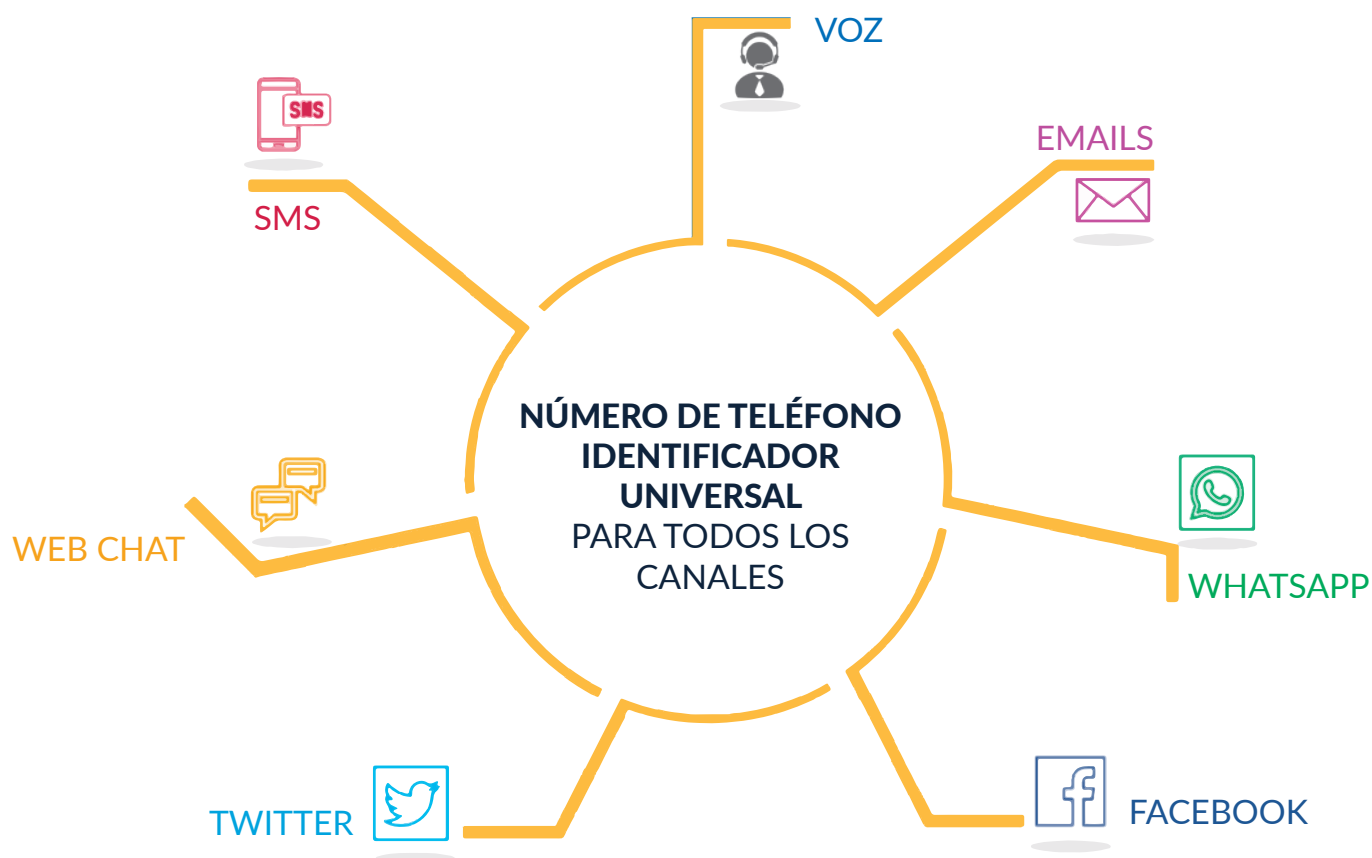 VOZ
SMS
SMS
EMAILS
NÚMERO DE TELÉFONO
IDENTIFICADOR
UNIVERSAL
PARA TODOS LOS
CANALES
WEB CHAT
WHATSAPP
TWITTER
FACEBOOK